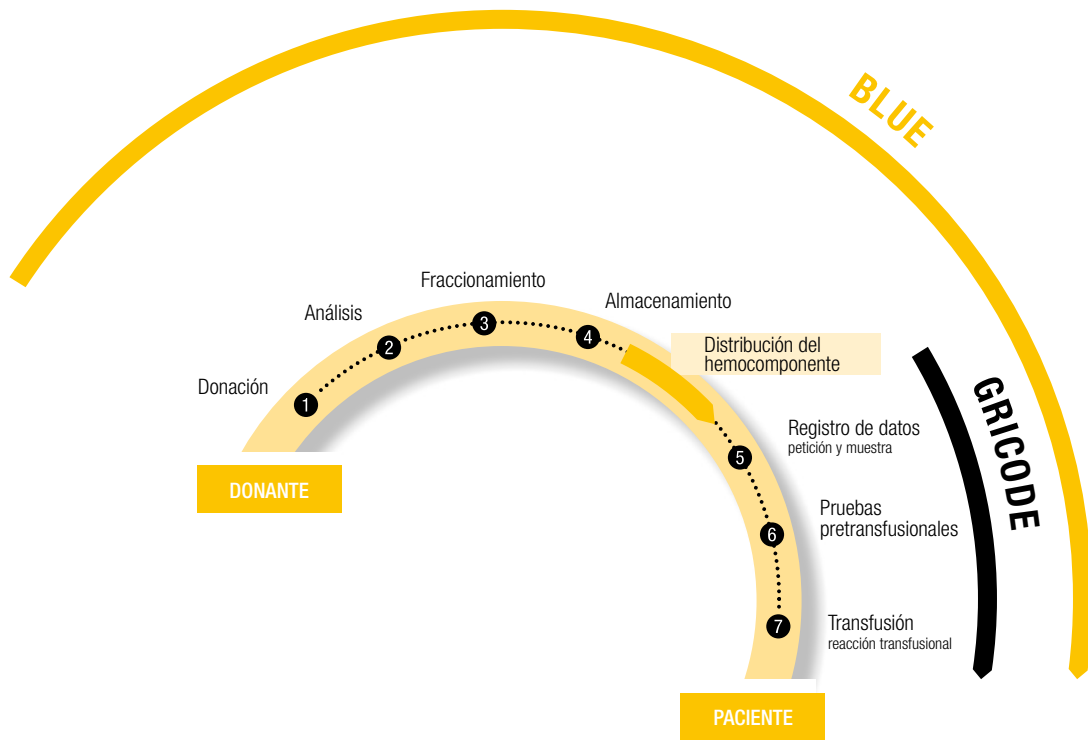 BLUE
Fraccionamiento
Almacenamiento
Análisis
3
4
2
Distribución del
hemocomponente
Donación
1
GRICODE
Registro de datos
petición y muestra
5
DONANTE
Pruebas
pretransfusionales
6
Transfusión
reacción transfusional
7
PACIENTE